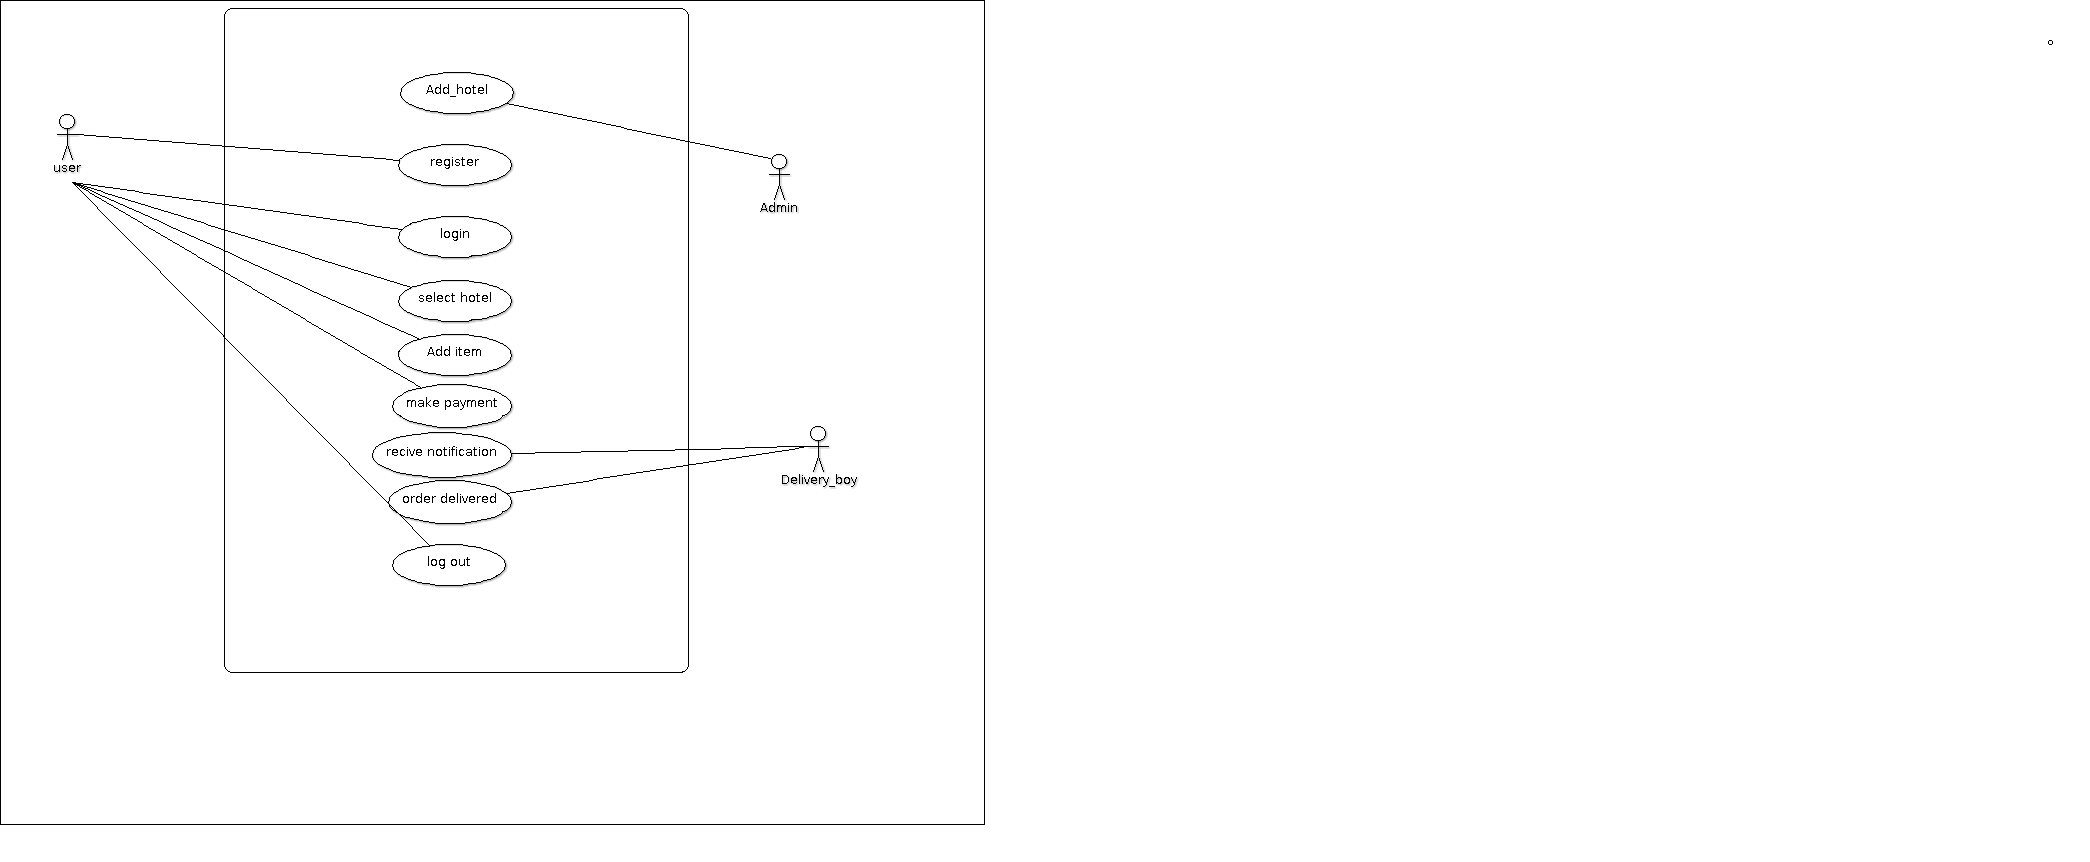 Add_hotel
user
register
Admin
login
select hotel
Add item
make payment
recive notification
Delivery_boy
order delivered
log out